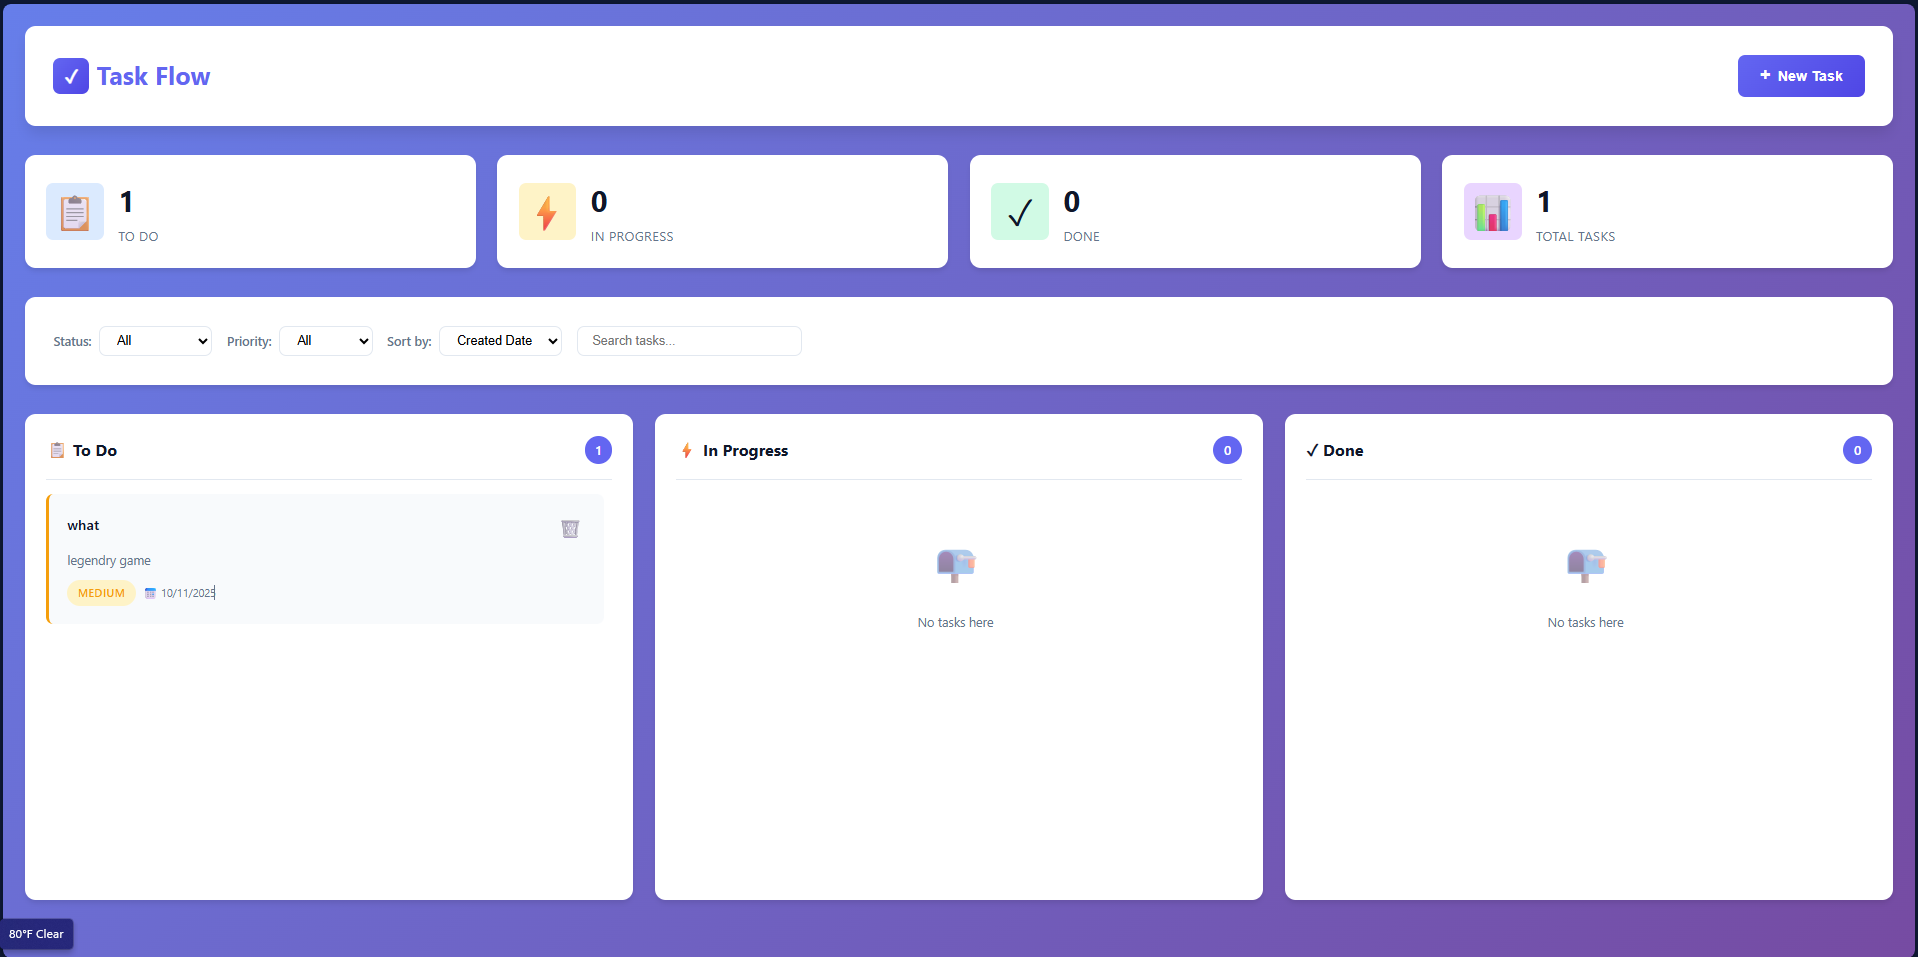 Task Flow
+ New Task
1
TO DO
0
IN PROGRESS
0
DONE
1
TOTAL TASKS
Status: All Priority: All Sort by: Created Date Search tasks...
To Do 1
what
legendry game
MEDIUM 10/11/2025
In Progress 0
No tasks here
Done 0
No tasks here
80°F Clear